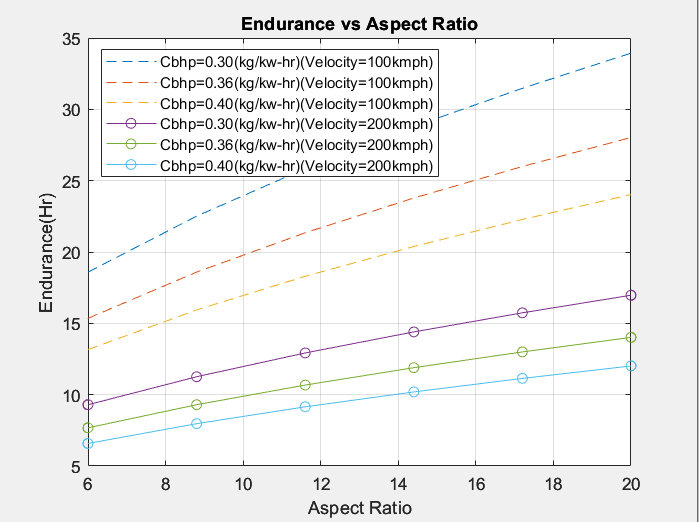 Endurance vs Aspect Ratio
35
30
25
20
15
10
5
Endurance(Hr)
Cbhp=0.30(kg/kw-hr)(Velocity=100kmph)
Cbhp=0.36(kg/kw-hr)(Velocity=100kmph)
Cbhp=0.40(kg/kw-hr)(Velocity=100kmph)
Cbhp=0.30(kg/kw-hr)(Velocity=200kmph)
Cbhp=0.36(kg/kw-hr)(Velocity=200kmph)
Cbhp=0.40(kg/kw-hr)(Velocity=200kmph)
6 8 10 12 14 16 18 20
Aspect Ratio